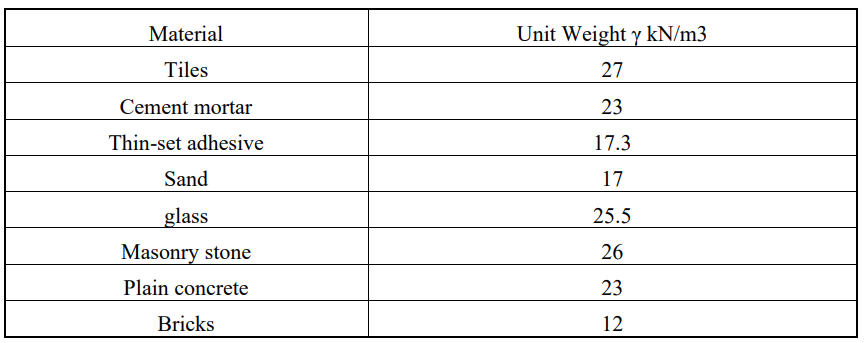 Material Unit Weight γ kN/m3
Tiles 27
Cement mortar 23
Thin-set adhesive 17.3
Sand 17
glass 25.5
Masonry stone 26
Plain concrete 23
Bricks 12